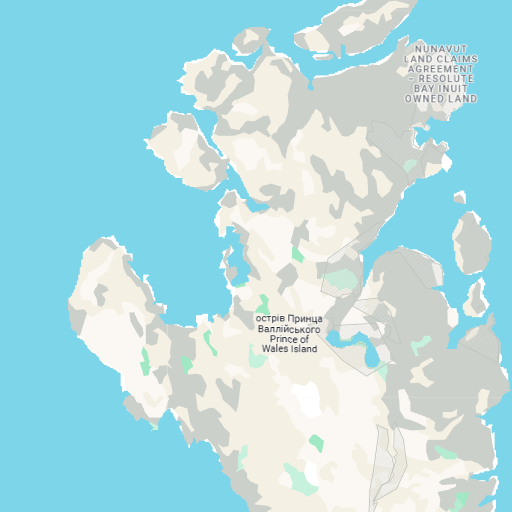 NUNAVUT
LAND CLAIMS
AGREEMENT
– RESOLUTE
BAY INUIT
OWNED LAND
острів Принца
Валлійського
Prince of
Wales Island